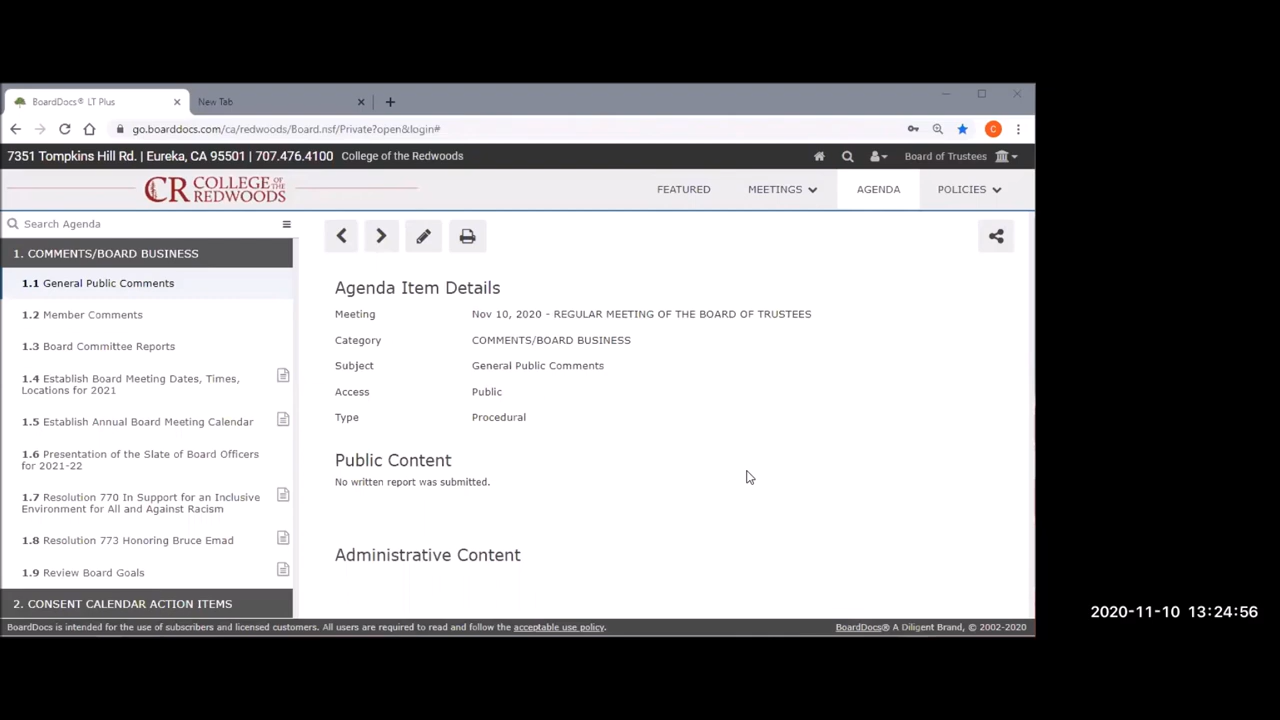 BoardDocs® LT Plus
New Tab
go.boarddocs.com/ca/redwoods/Board.nsf/Private?open&login#
C
7351 Tompkins Hill Rd. | Eureka, CA 95501 | 707.476.4100 College of the Redwoods
Board of Trustees
CR COLLEGE OF THE REDWOODS
FEATURED
MEETINGS
AGENDA
POLICIES
Search Agenda
1. COMMENTS/BOARD BUSINESS
1.1 General Public Comments
1.2 Member Comments
1.3 Board Committee Reports
1.4 Establish Board Meeting Dates, Times,
Locations for 2021
1.5 Establish Annual Board Meeting Calendar
1.6 Presentation of the Slate of Board Officers
for 2021-22
1.7 Resolution 770 In Support for an Inclusive
Environment for All and Against Racism
1.8 Resolution 773 Honoring Bruce Emad
1.9 Review Board Goals
2. CONSENT CALENDAR ACTION ITEMS
Agenda Item Details
Meeting Nov 10, 2020 - REGULAR MEETING OF THE BOARD OF TRUSTEES
Category COMMENTS/BOARD BUSINESS
Subject General Public Comments
Access Public
Type Procedural
Public Content
No written report was submitted.
Administrative Content
BoardDocs is intended for the use of subscribers and licensed customers. All users are required to read and follow the acceptable use policy.
BoardDocs® A Diligent Brand, © 2002-2020
2020-11-10 13:24:56